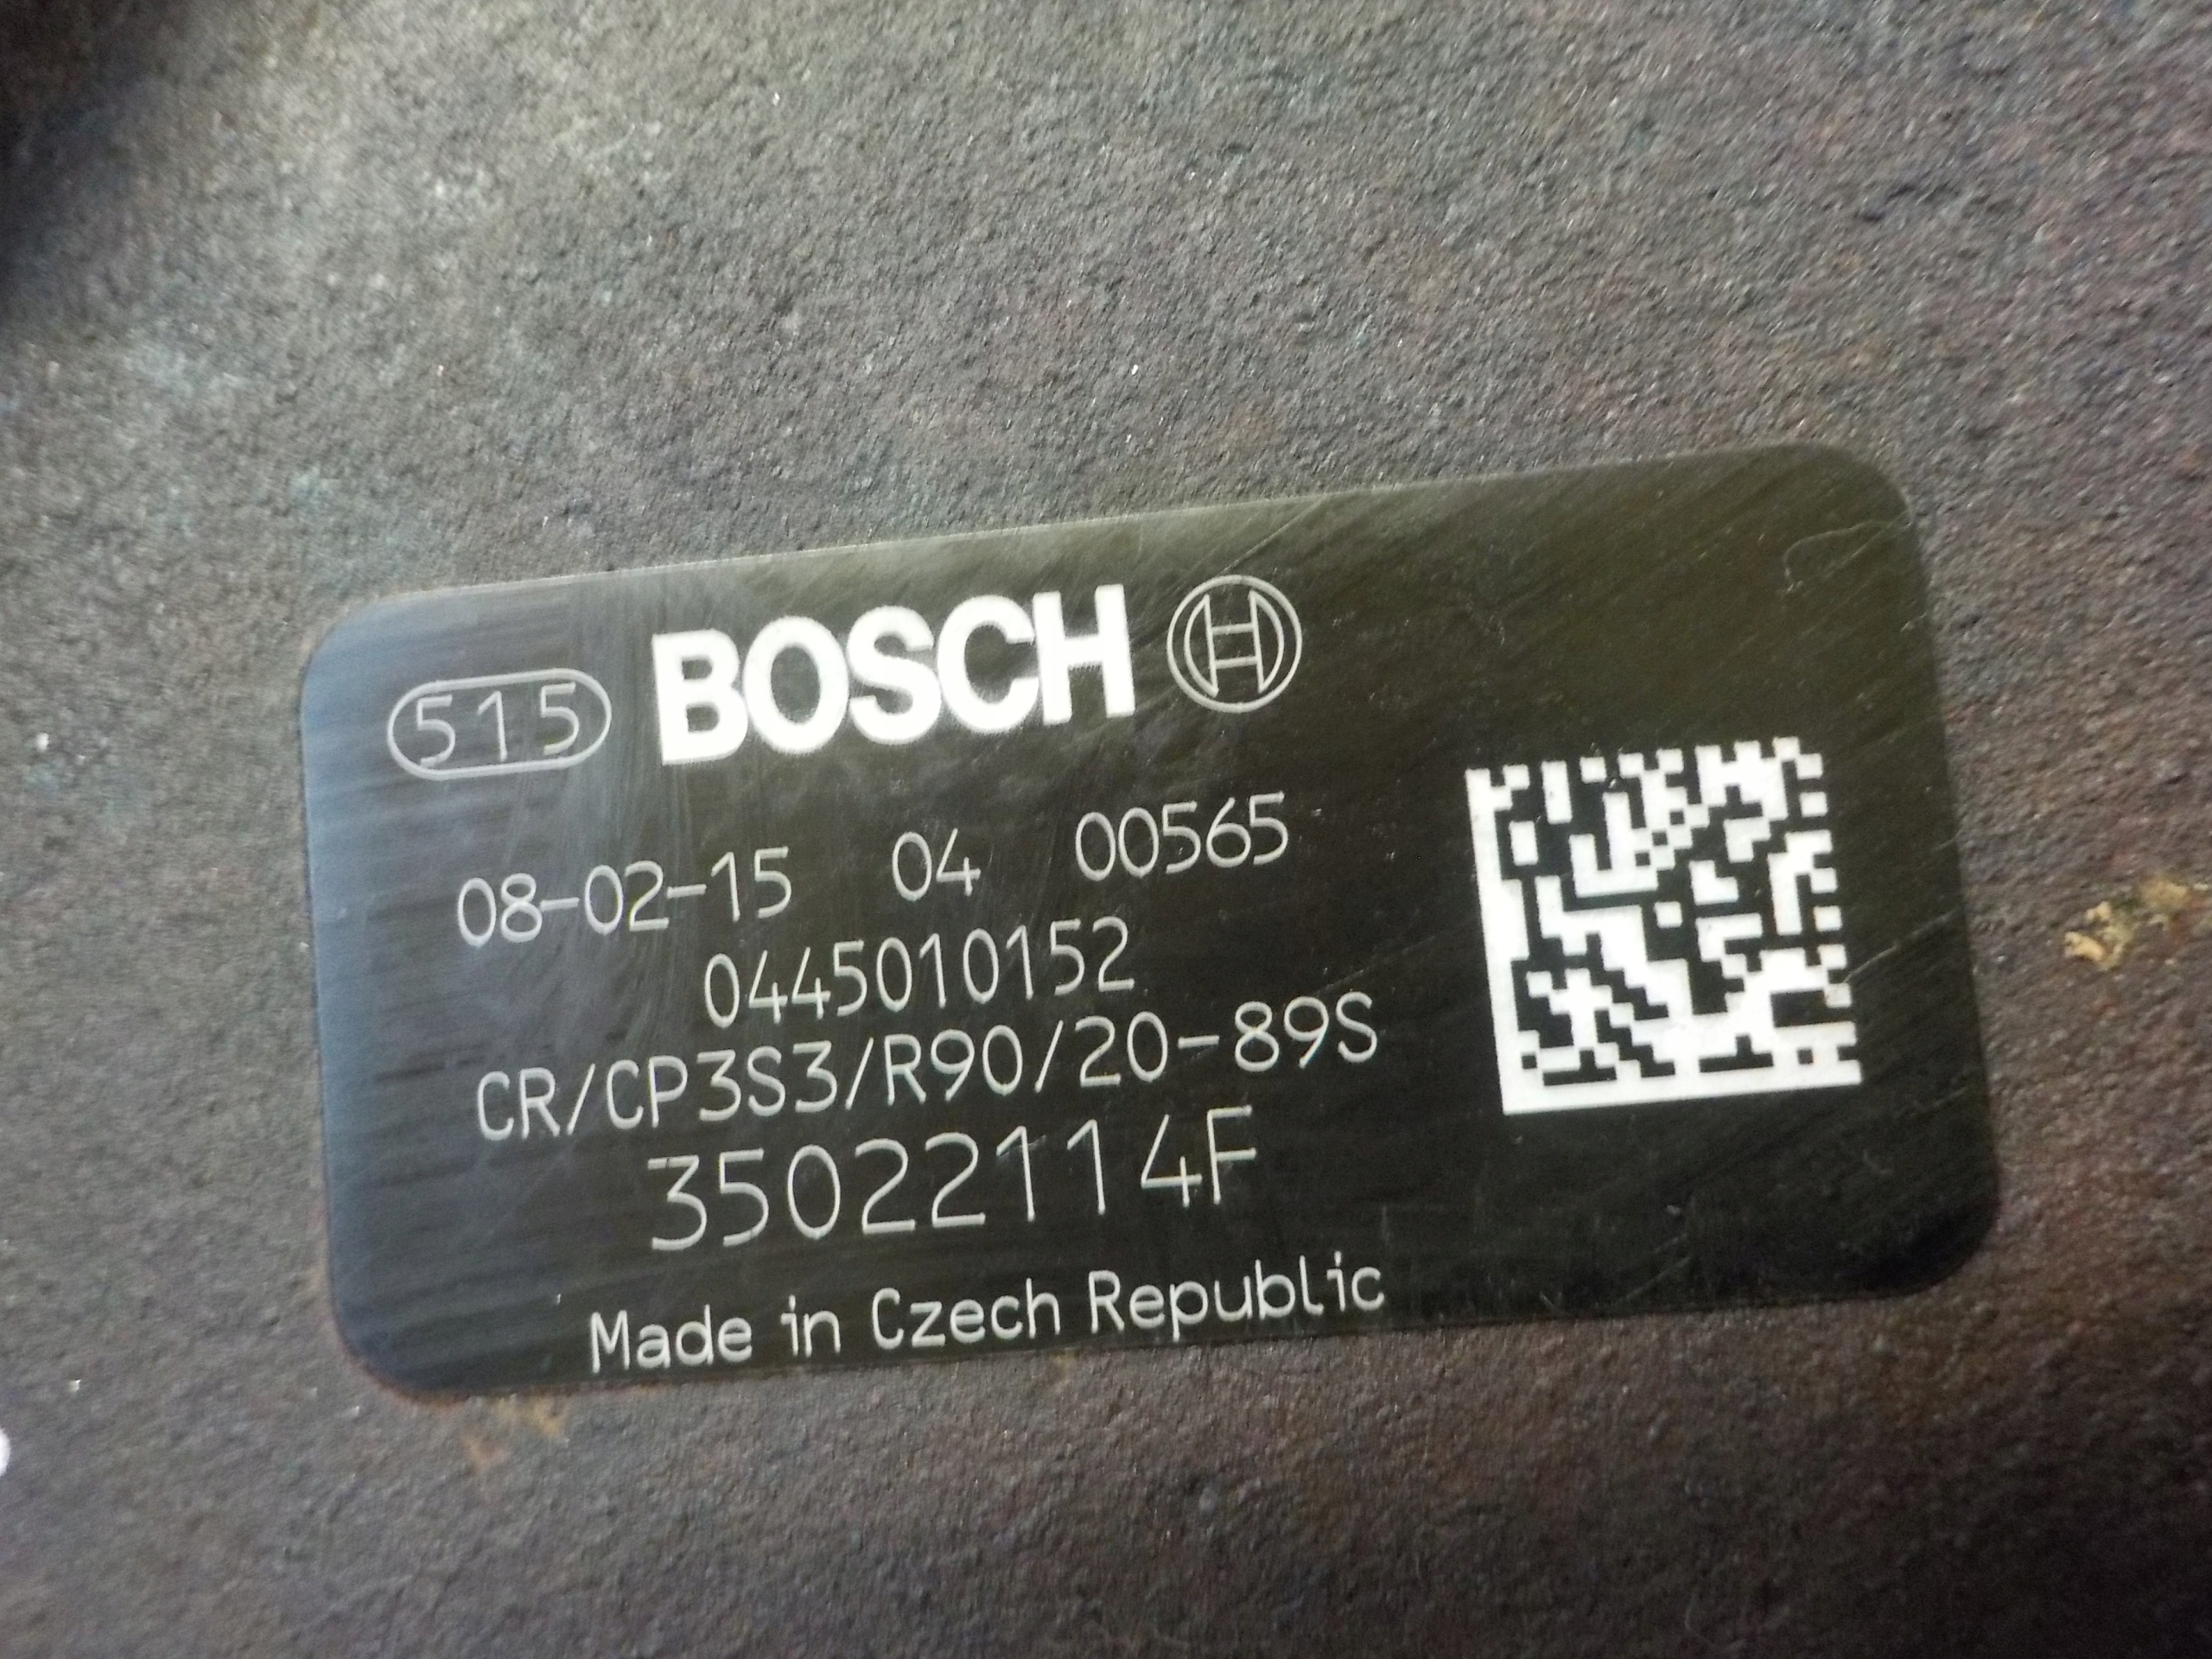 515 BOSCH
08-02-15 04 00565
0445010152
CR/CP3S3/R90/20-89S
35022114F
Made in Czech Republic